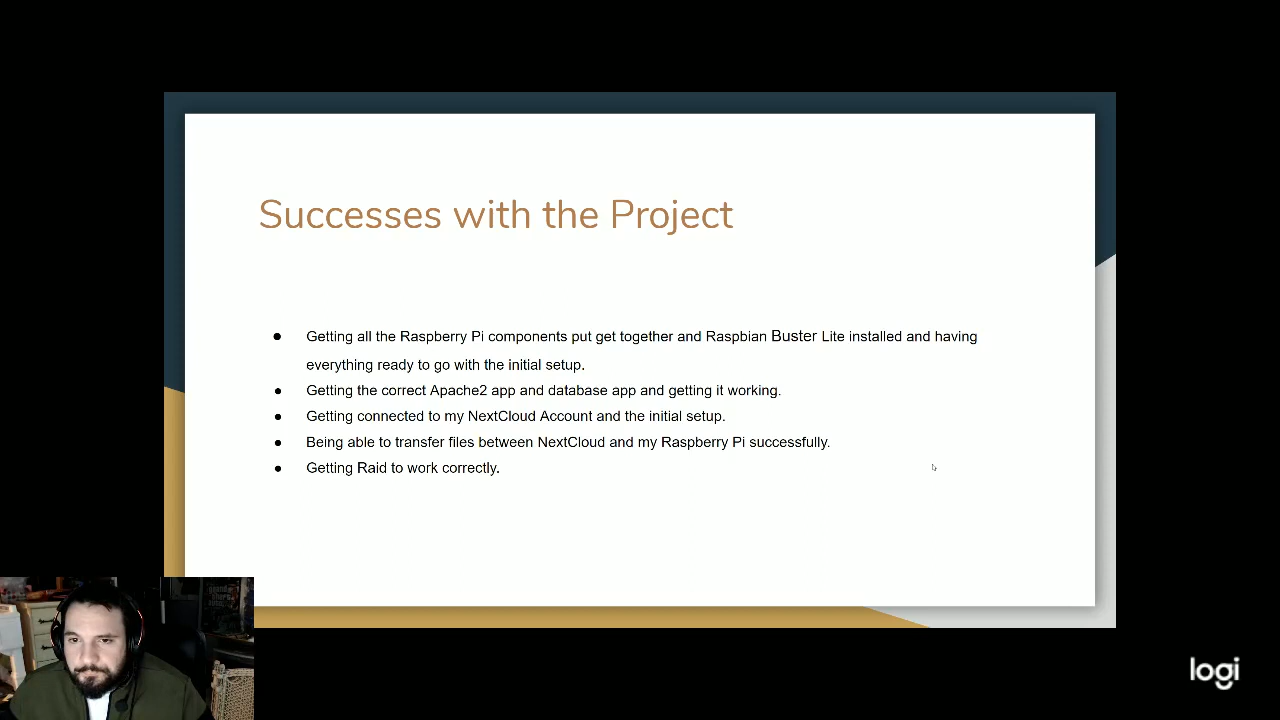 Successes with the Project
● Getting all the Raspberry Pi components put get together and Raspbian Buster Lite installed and having
everything ready to go with the initial setup.
● Getting the correct Apache2 app and database app and getting it working.
● Getting connected to my NextCloud Account and the initial setup.
● Being able to transfer files between NextCloud and my Raspberry Pi successfully.
● Getting Raid to work correctly.
logi